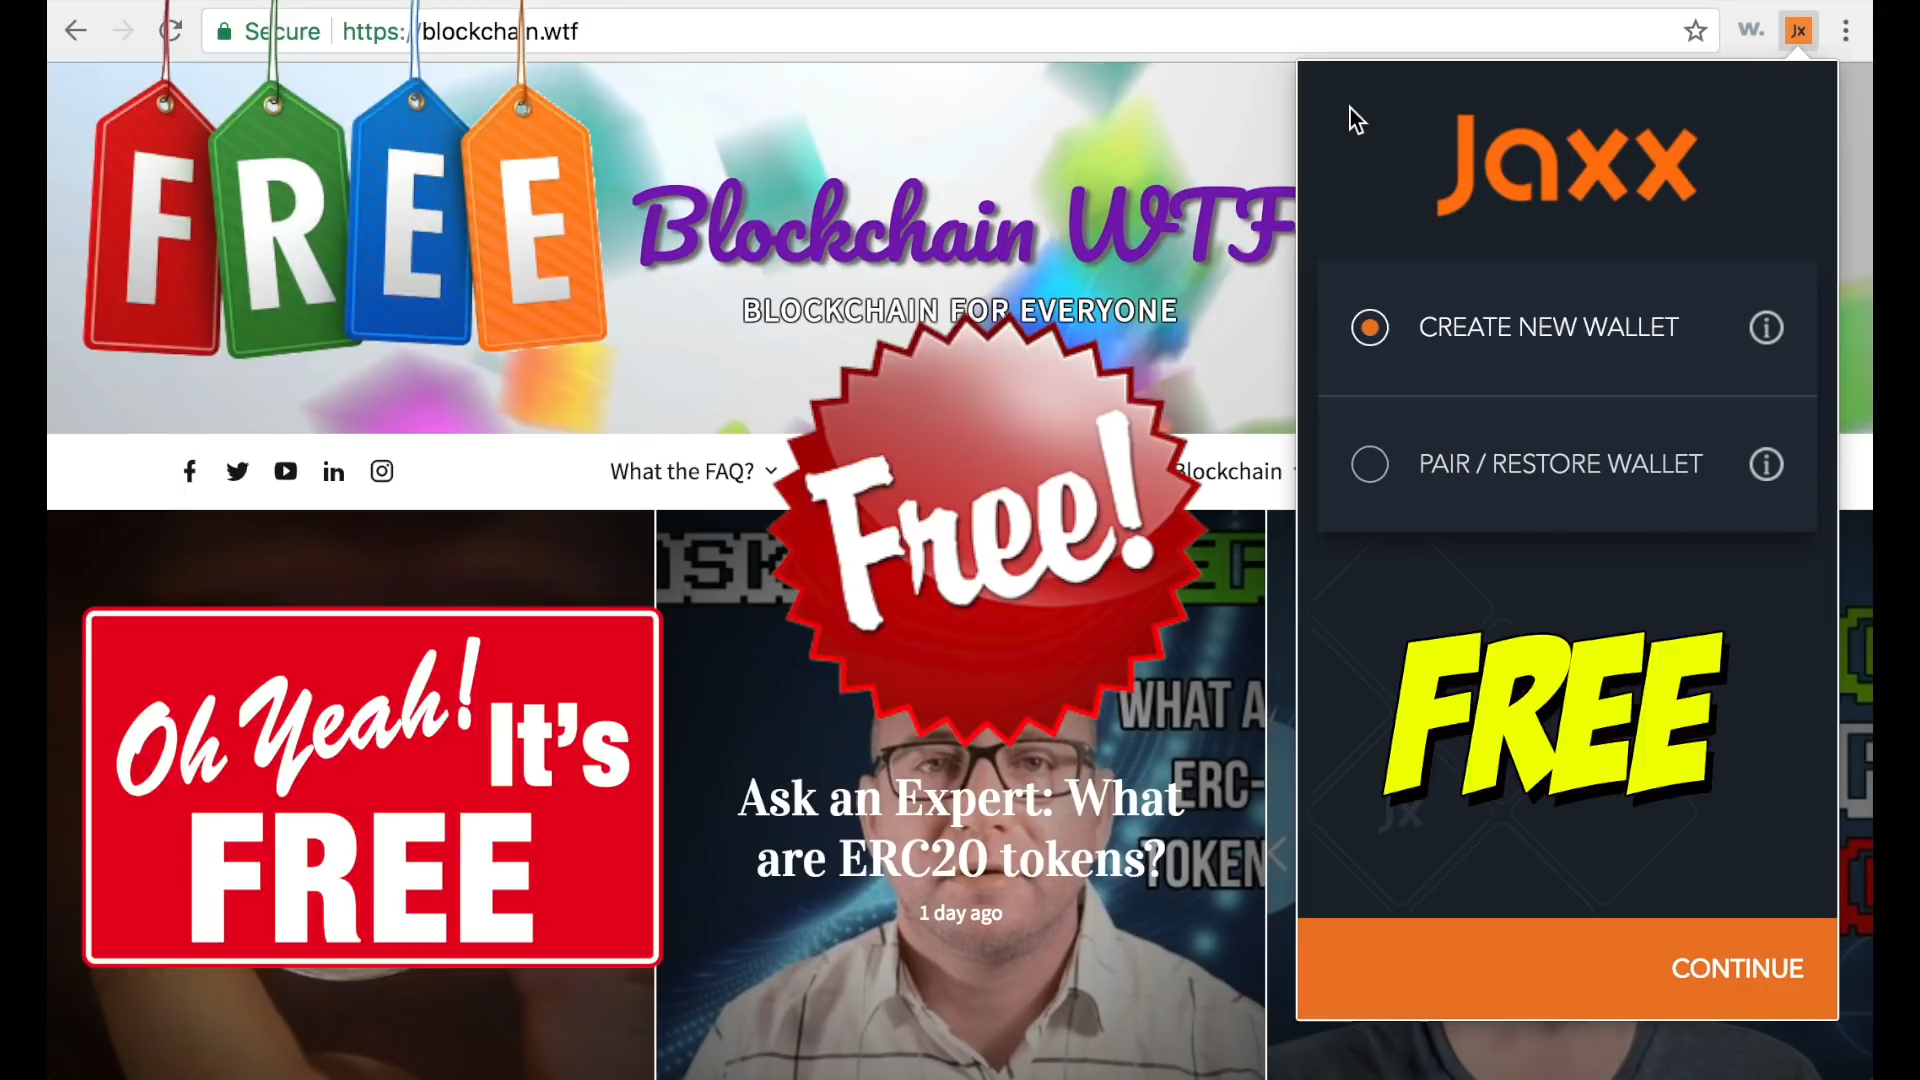 Secure https://blockchain.wtf
W.
Jx
FREE
Blockchain WTF
BLOCKCHAIN FOR EVERYONE
Jaxx
CREATE NEW WALLET
PAIR / RESTORE WALLET
What the FAQ?
Blockchain
Free!
Oh Yeah! It's
FREE
WHAT A
ERC-
TOKEN
Ask an Expert: What
are ERC20 tokens?
1 day ago
FREE
Jx
CONTINUE